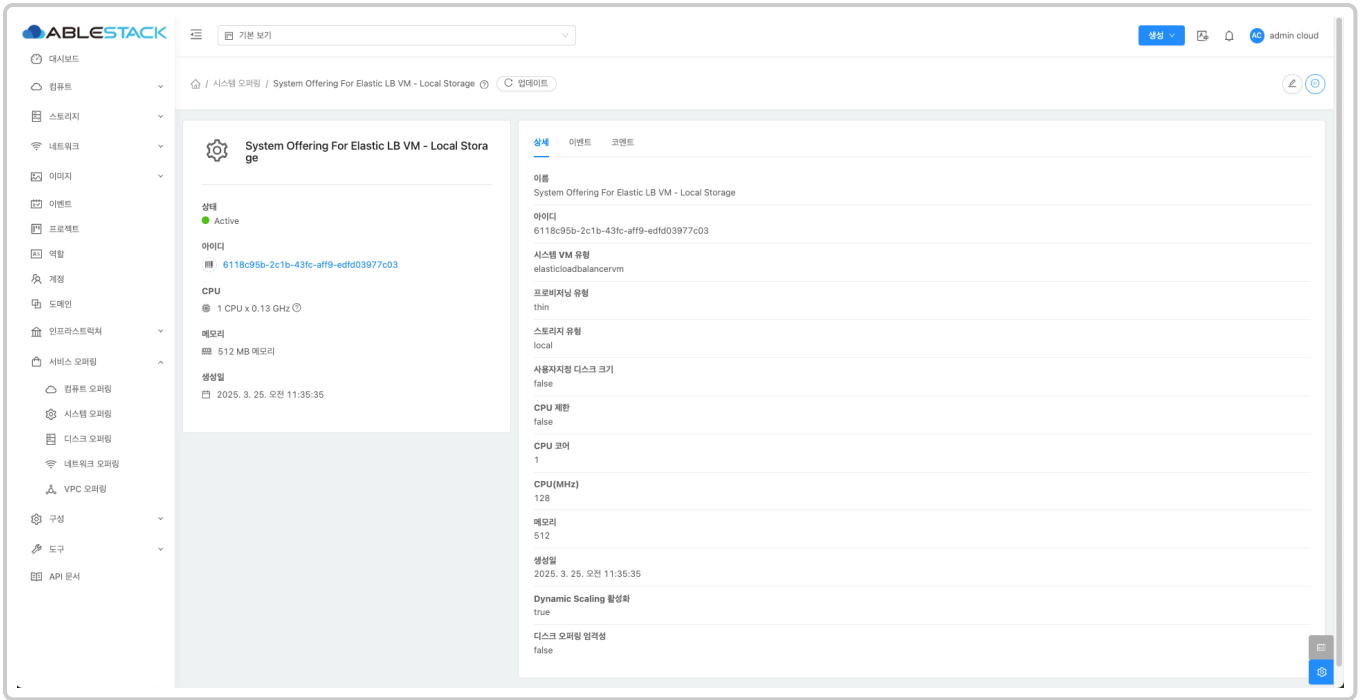 ABLESTACK
대시보드
컴퓨트
스토리지
네트워크
이미지
이벤트
프로젝트
역할
계정
도메인
인프라스트럭쳐
서비스 오퍼링
컴퓨트 오퍼링
시스템 오퍼링
디스크 오퍼링
네트워크 오퍼링
VPC 오퍼링
구성
도구
API 문서
기본 보기
생성
AC admin cloud
/ 시스템 오퍼링 / System Offering For Elastic LB VM - Local Storage 업데이트
System Offering For Elastic LB VM - Local Stora
ge
상태
Active
아이디
6118c95b-2c1b-43fc-aff9-edfd03977c03
CPU
1 CPU x 0.13 GHz
메모리
512 MB 메모리
생성일
2025. 3. 25. 오전 11:35:35
상세 이벤트 코멘트
이름
System Offering For Elastic LB VM - Local Storage
아이디
6118c95b-2c1b-43fc-aff9-edfd03977c03
시스템 VM 유형
elasticloadbalancervm
프로비저닝 유형
thin
스토리지 유형
local
사용자지정 디스크 크기
false
CPU 제한
false
CPU 코어
1
CPU(MHz)
128
메모리
512
생성일
2025. 3. 25. 오전 11:35:35
Dynamic Scaling 활성화
true
디스크 오퍼링 엄격성
false